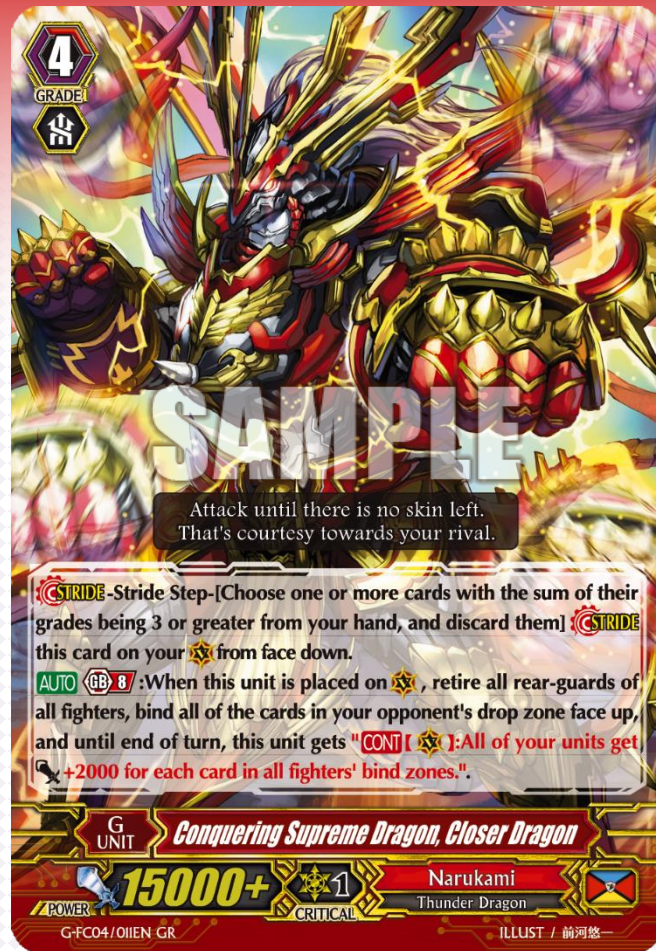 4
GRADE
SAMPLE
Attack until there is no skin left.
That's courtesy towards your rival.
STRIDE -Stride Step-[Choose one or more cards with the sum of their
grades being 3 or greater from your hand, and discard them] STRIDE
this card on your from face down.
AUTO GB 8 :When this unit is placed on , retire all rear-guards of
all fighters, bind all of the cards in your opponent's drop zone face up,
and until end of turn, this unit gets "CONT[ ]:All of your units get
+2000 for each card in all fighters' bind zones.".
G
UNIT
Conquering Supreme Dragon, Closer Dragon
POWER 15000+ 1 CRITICAL
Narukami
Thunder Dragon
G-FC04/011EN GR
ILLUST / 前河悠一